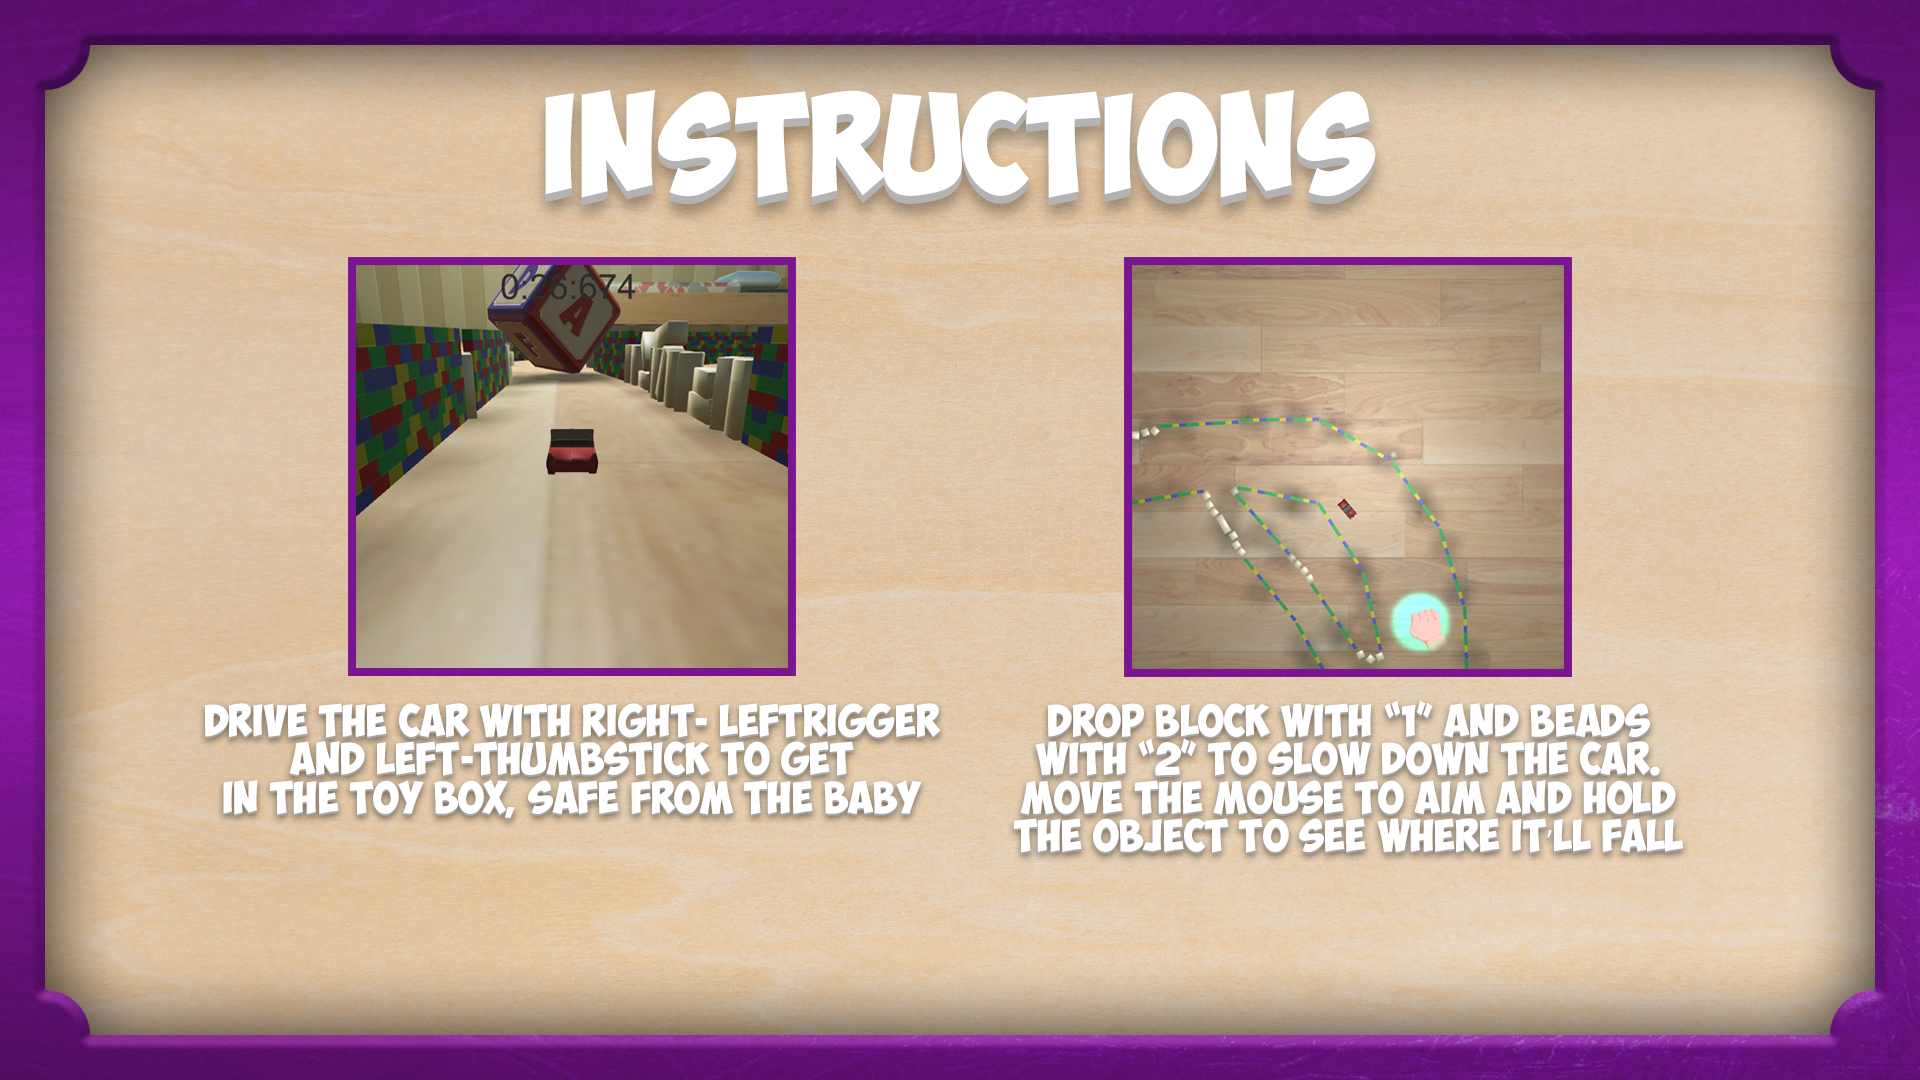 INSTRUCTIONS
0:26:674
A
DRIVE THE CAR WITH RIGHT- LEFTRIGGER
AND LEFT-THUMBSTICK TO GET
IN THE TOY BOX, SAFE FROM THE BABY
DROP BLOCK WITH "1" AND BEADS
WITH "2" TO SLOW DOWN THE CAR.
MOVE THE MOUSE TO AIM AND HOLD
THE OBJECT TO SEE WHERE IT'LL FALL